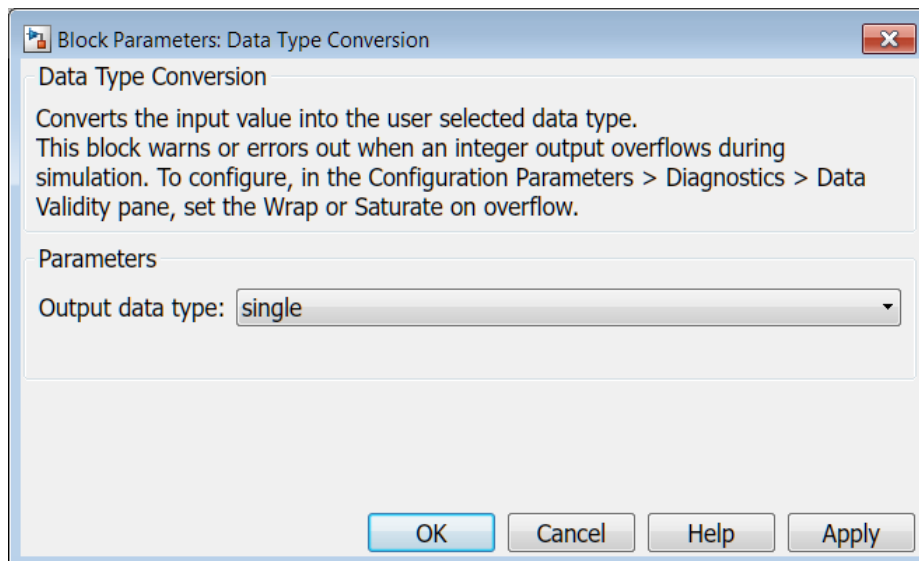 Block Parameters: Data Type Conversion
Data Type Conversion
Converts the input value into the user selected data type.
This block warns or errors out when an integer output overflows during
simulation. To configure, in the Configuration Parameters > Diagnostics > Data
Validity pane, set the Wrap or Saturate on overflow.
Parameters
Output data type: single
OK Cancel Help Apply